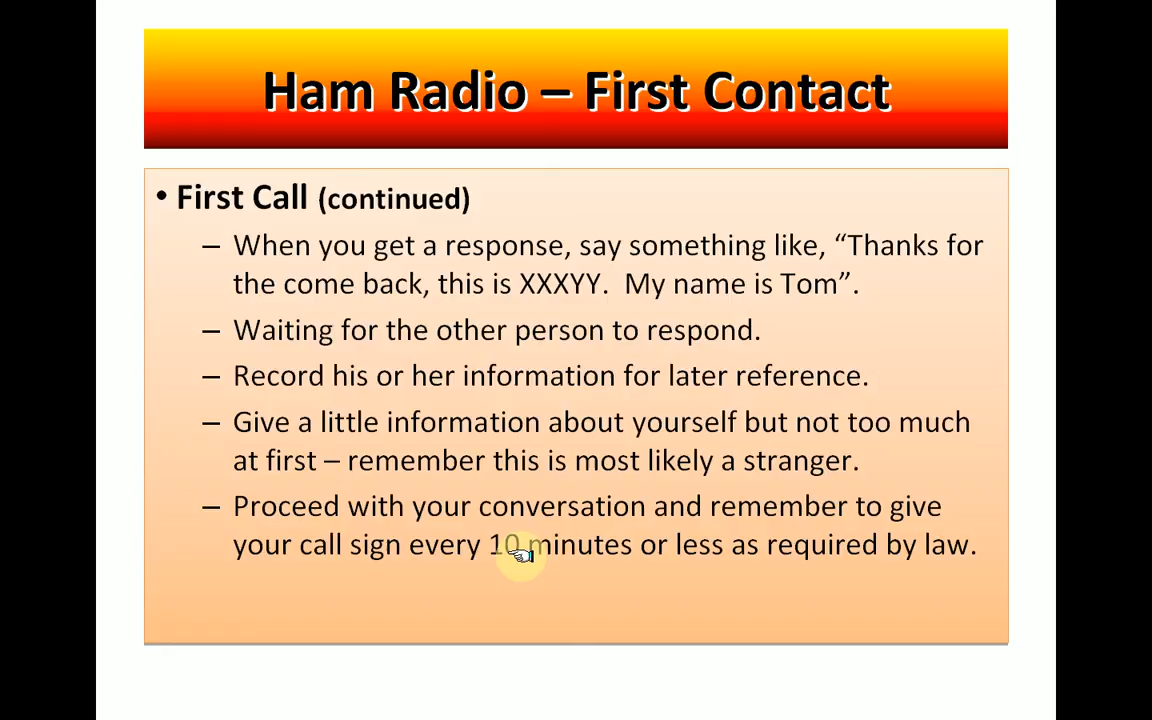 Ham Radio – First Contact
• First Call (continued)
– When you get a response, say something like, “Thanks for
the come back, this is XXXYY.  My name is Tom”.
– Waiting for the other person to respond.
– Record his or her information for later reference.
– Give a little information about yourself but not too much
at first – remember this is most likely a stranger.
– Proceed with your conversation and remember to give
your call sign every 10 minutes or less as required by law.